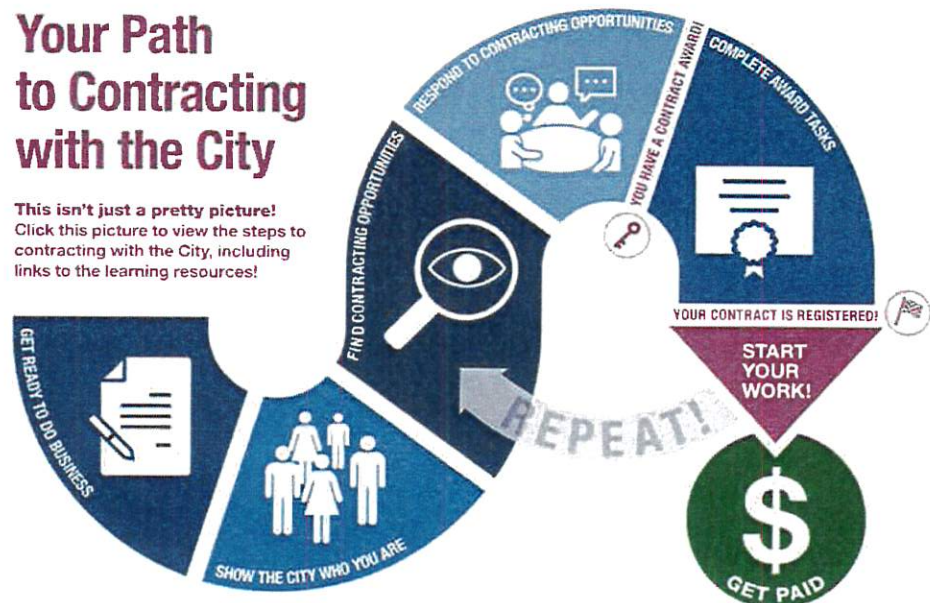 Your Path
to Contracting
with the City
This isn't just a pretty picture!
Click this picture to view the steps to
contracting with the City, including
links to the learning resources!
GET READY TO DO BUSINESS
SHOW THE CITY WHO YOU ARE
FIND CONTRACTING OPPORTUNITIES
RESPOND TO CONTRACTING OPPORTUNITIES
YOU HAVE A CONTRACT AWARD!
COMPLETE AWARD TASKS
YOUR CONTRACT IS REGISTERED!
START
YOUR
WORK!
REPEAT!
$
GET PAID